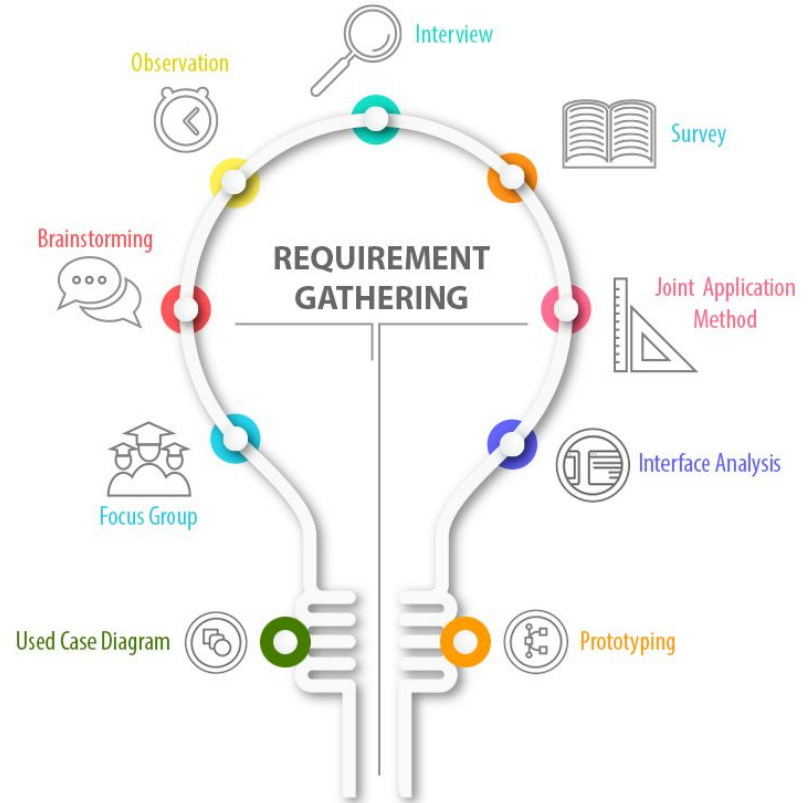 Interview
Observation
Survey
Brainstorming
REQUIREMENT
GATHERING
Joint Application
Method
Interface Analysis
Focus Group
Used Case Diagram
Prototyping